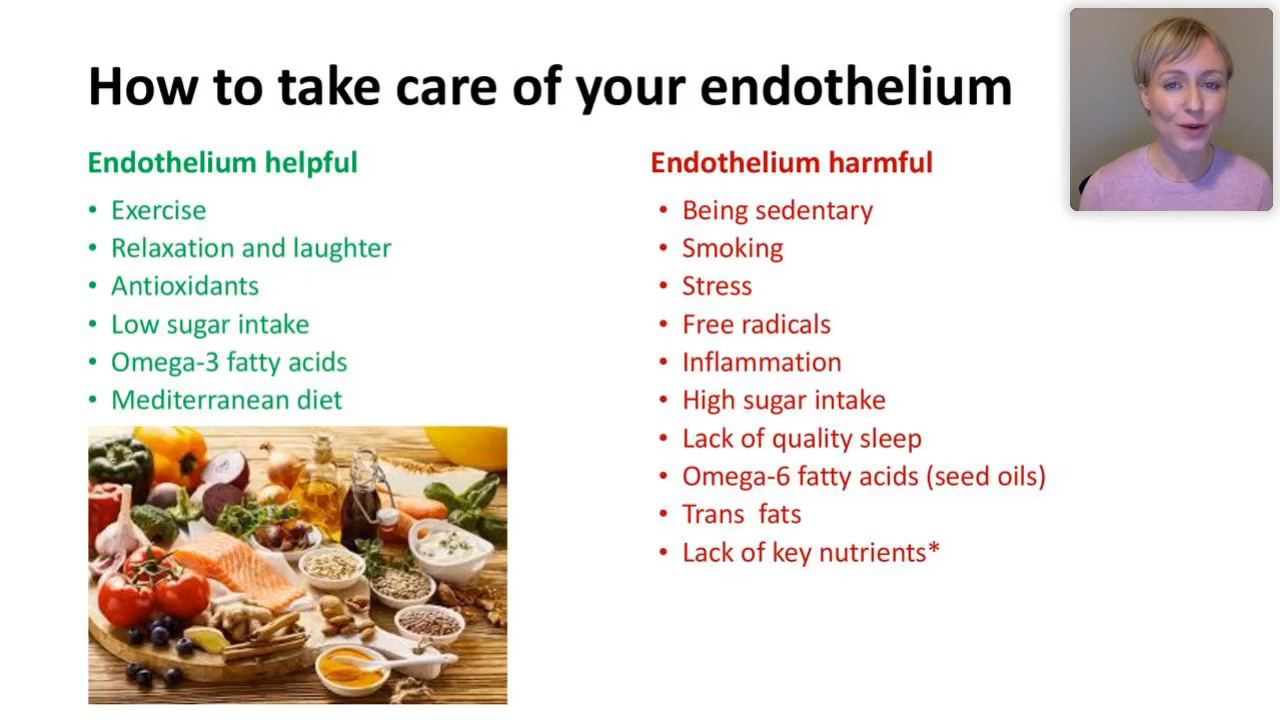 How to take care of your endothelium
Endothelium helpful
• Exercise
• Relaxation and laughter
• Antioxidants
• Low sugar intake
• Omega-3 fatty acids
• Mediterranean diet
Endothelium harmful
• Being sedentary
• Smoking
• Stress
• Free radicals
• Inflammation
• High sugar intake
• Lack of quality sleep
• Omega-6 fatty acids (seed oils)
• Trans  fats
• Lack of key nutrients*